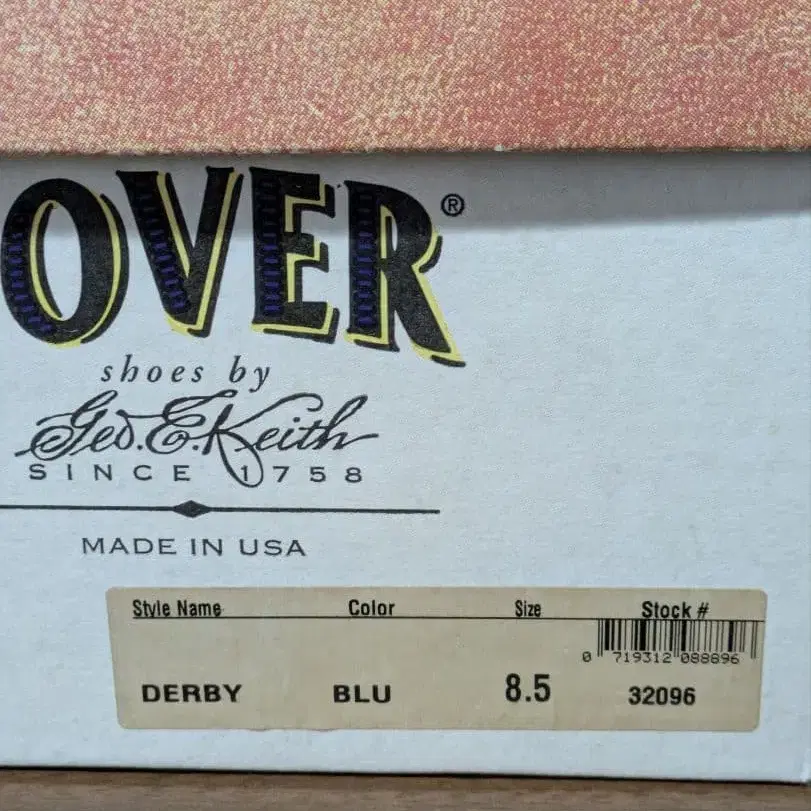 OVER®
shoes by
Geo. E. Keith
SINCE 1758
MADE IN USA
Style Name Color Size Stock #
0 719312 088896
DERBY BLU 8.5 32096